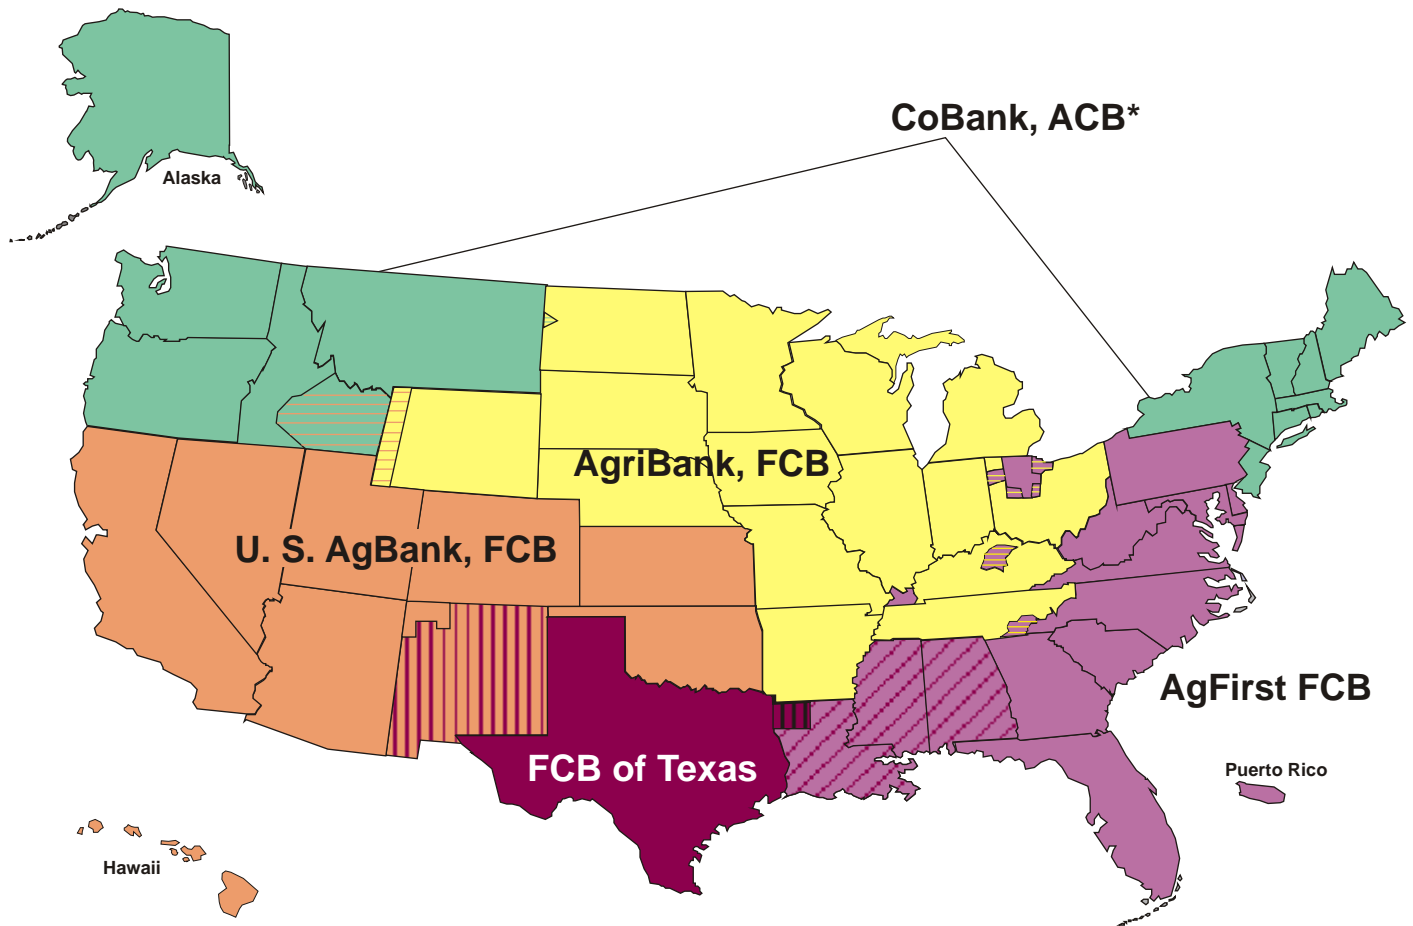 CoBank, ACB*
Alaska
AgriBank, FCB
U. S. AgBank, FCB
AgFirst FCB
FCB of Texas
Puerto Rico
Hawaii